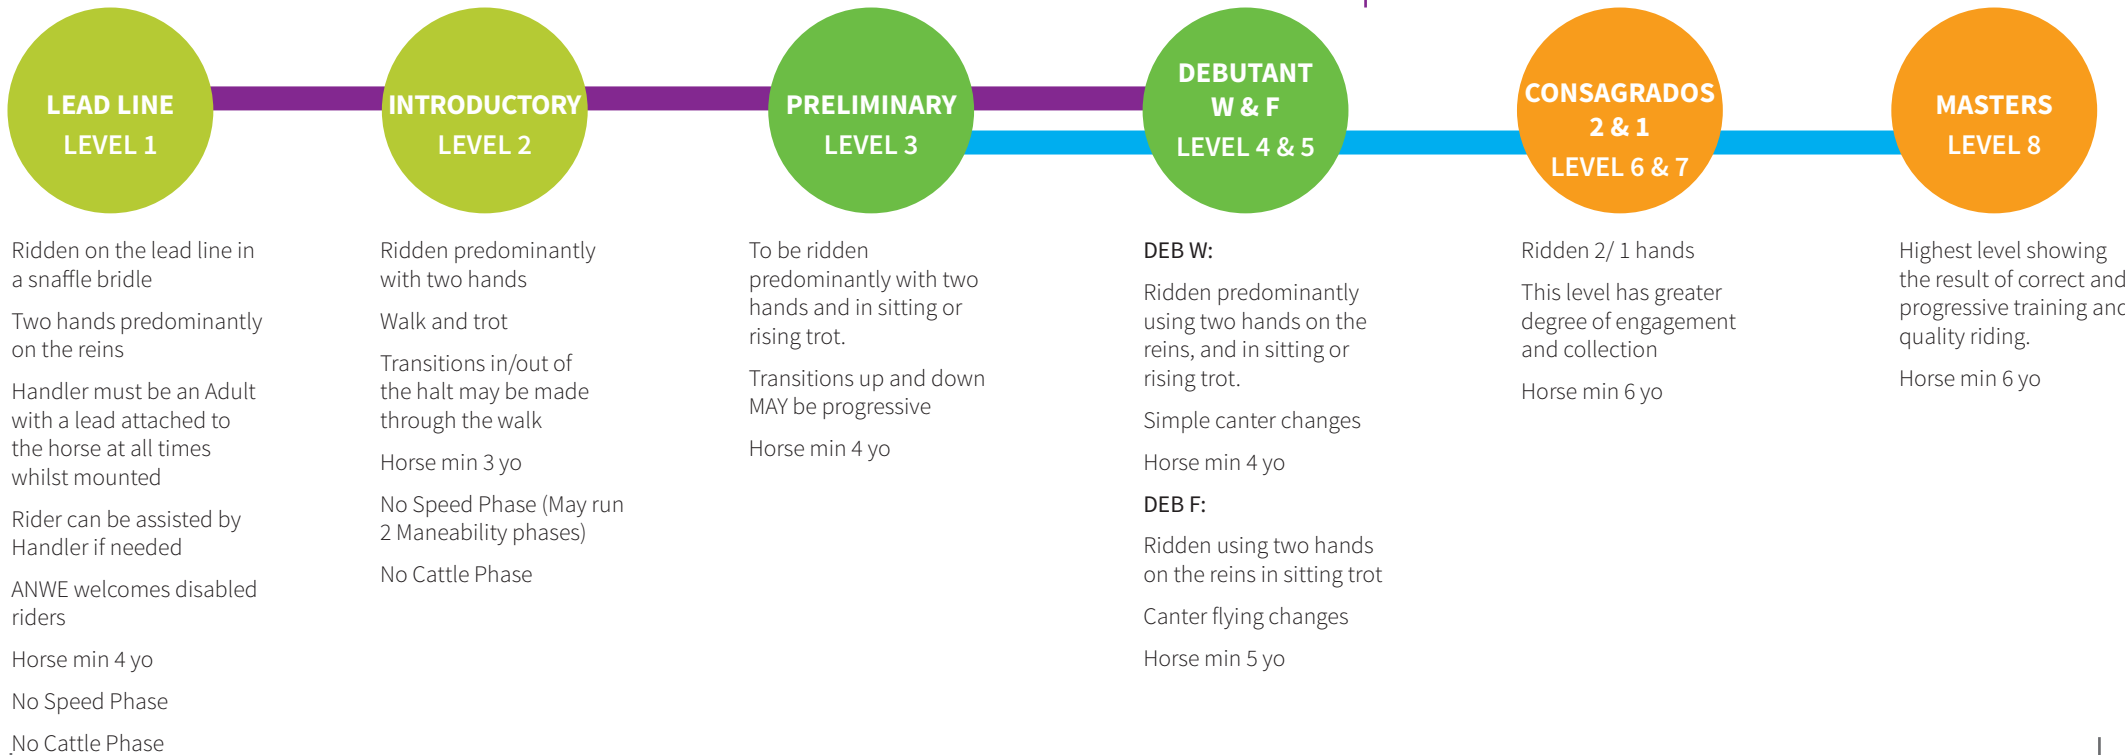 LEAD LINE
LEVEL 1
INTRODUCTORY
LEVEL 2
PRELIMINARY
LEVEL 3
DEBUTANT
W & F
LEVEL 4 & 5
CONSAGRADOS
2 & 1
LEVEL 6 & 7
MASTERS
LEVEL 8
Ridden on the lead line in
a snaffle bridle
Two hands predominantly
on the reins
Handler must be an Adult
with a lead attached to
the horse at all times
whilst mounted
Rider can be assisted by
Handler if needed
ANWE welcomes disabled
riders
Horse min 4 yo
No Speed Phase
No Cattle Phase
Ridden predominantly
with two hands
Walk and trot
Transitions in/out of
the halt may be made
through the walk
Horse min 3 yo
No Speed Phase (May run
2 Maneability phases)
No Cattle Phase
To be ridden
predominantly with two
hands and in sitting or
rising trot.
Transitions up and down
MAY be progressive
Horse min 4 yo
DEB W:
Ridden predominantly
using two hands on the
reins, and in sitting or
rising trot.
Simple canter changes
Horse min 4 yo
DEB F:
Ridden using two hands
on the reins in sitting trot
Canter flying changes
Horse min 5 yo
Ridden 2/ 1 hands
This level has greater
degree of engagement
and collection
Horse min 6 yo
Highest level showing
the result of correct and
progressive training and
quality riding.
Horse min 6 yo